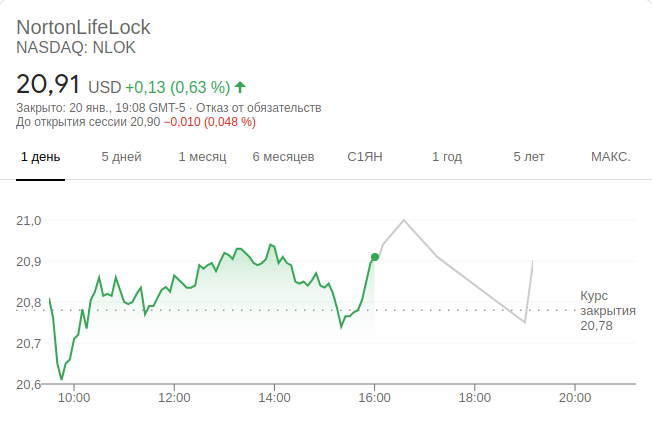 NortonLifeLock
NASDAQ: NLOK
20,91 USD +0,13 (0,63 %)
Закрыто: 20 янв., 19:08 GMT-5 · Отказ от обязательств
До открытия сессии 20,90 −0,010 (0,048 %)
1 день 5 дней 1 месяц 6 месяцев С1ЯН 1 год 5 лет МАКС.
21,0
20,9
20,8
20,7
20,6
Курс
закрытия
20,78
10:00 12:00 14:00 16:00 18:00 20:00